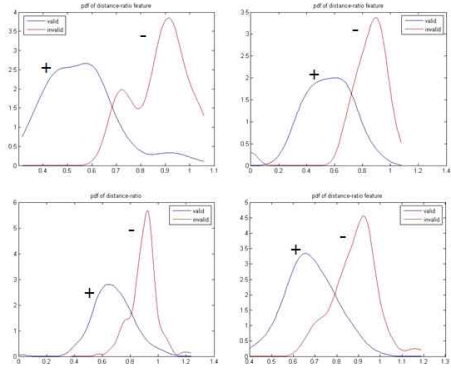 pdf of distance-ratio feature
4
3.5
3
2.5
2
1.5
1
0.5
0
valid
invalid
+
-
0.4 0.5 0.6 0.7 0.8 0.9 1 1.1
pdf of distance-ratio feature
3.5
3
2.5
2
1.5
1
0.5
0
valid
invalid
+
-
0 0.2 0.4 0.6 0.8 1 1.2 1.4
pdf of distance-ratio
6
5
4
3
2
1
0
valid
invalid
+
-
0 0.2 0.4 0.6 0.8 1 1.2 1.4
pdf of distance-ratio feature
5
4.5
4
3.5
3
2.5
2
1.5
1
0.5
0
valid
invalid
+
-
0.4 0.5 0.6 0.7 0.8 0.9 1 1.1 1.2 1.3